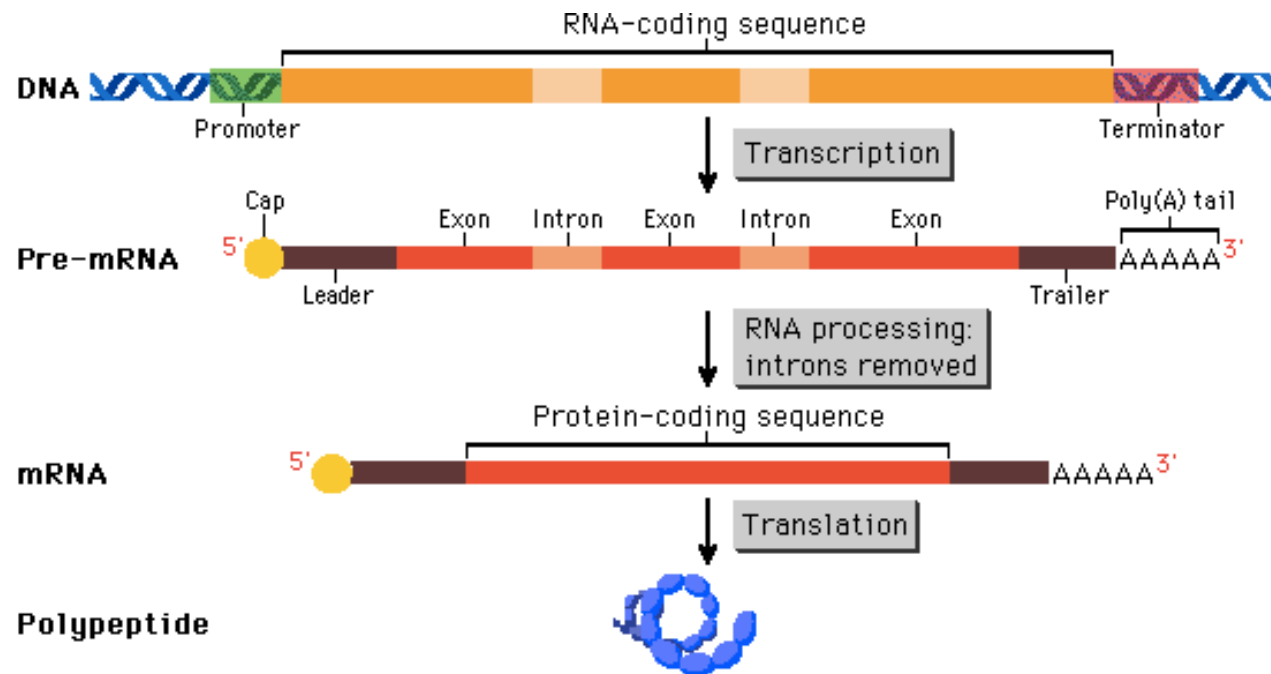 RNA-coding sequence
DNA
Promoter
Terminator
Transcription
Cap
Exon Intron Exon Intron Exon
Poly(A) tail
Pre-mRNA
5'
AAAAA 3'
Leader
Trailer
RNA processing:
introns removed
Protein-coding sequence
mRNA
5'
AAAAA 3'
Translation
Polypeptide